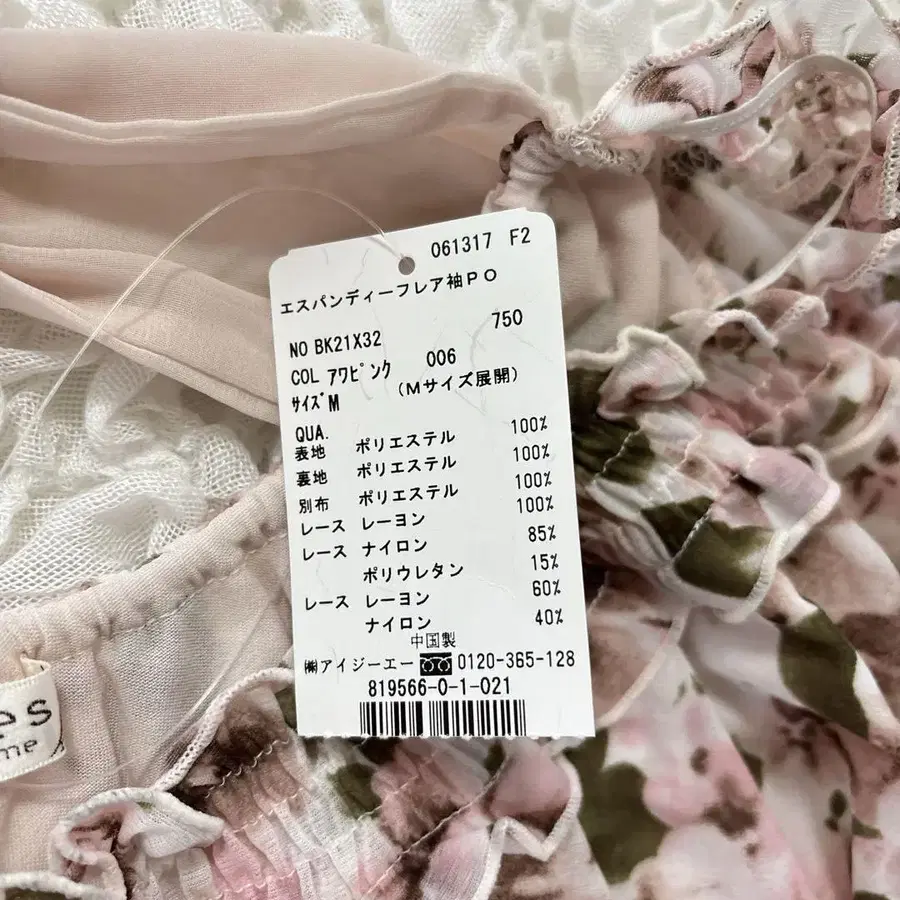 061317 F2
エスパンディーフレア袖PO
NO BK21X32 750
COL アワピンク 006
サイズM (Mサイズ展開)
QUA.
表地 ポリエステル 100%
裏地 ポリエステル 100%
別布 ポリエステル 100%
レース レーヨン 100%
レース ナイロン 85%
ポリウレタン 15%
レース レーヨン 60%
ナイロン 40%
中国製
㈱アイジーエー 0120-365-128
819566-0-1-021
es
me